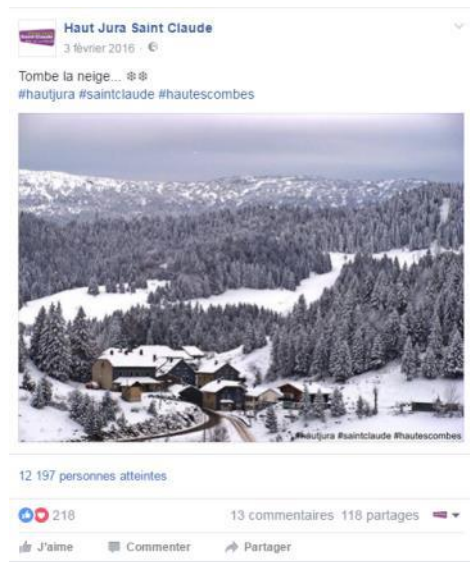 Haut Jura Saint Claude
3 février 2016
Tombe la neige... ❄❄
#hautjura #saintclaude #hautescombes
#hautjura #saintclaude #hautescombes
12 197 personnes atteintes
218
13 commentaires 118 partages
J'aime Commenter Partager